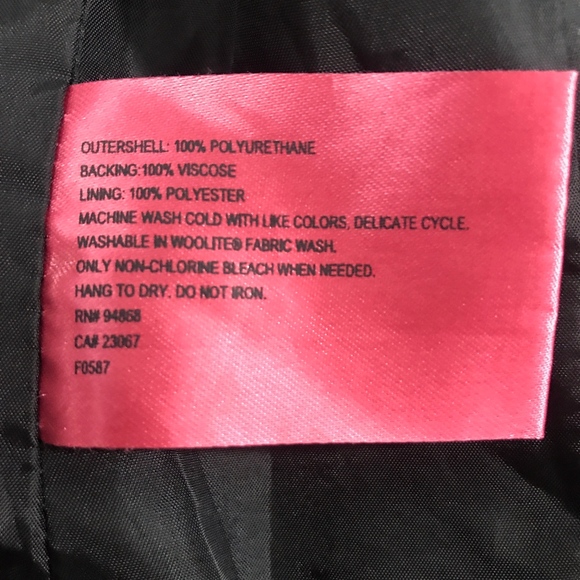 OUTERSHELL: 100% POLYURETHANE
BACKING:100% VISCOSE
LINING: 100% POLYESTER
MACHINE WASH COLD WITH LIKE COLORS, DELICATE CYCLE.
WASHABLE IN WOOLITE® FABRIC WASH.
ONLY NON-CHLORINE BLEACH WHEN NEEDED.
HANG TO DRY. DO NOT IRON.
RN# 94868
CA# 23067
F0587